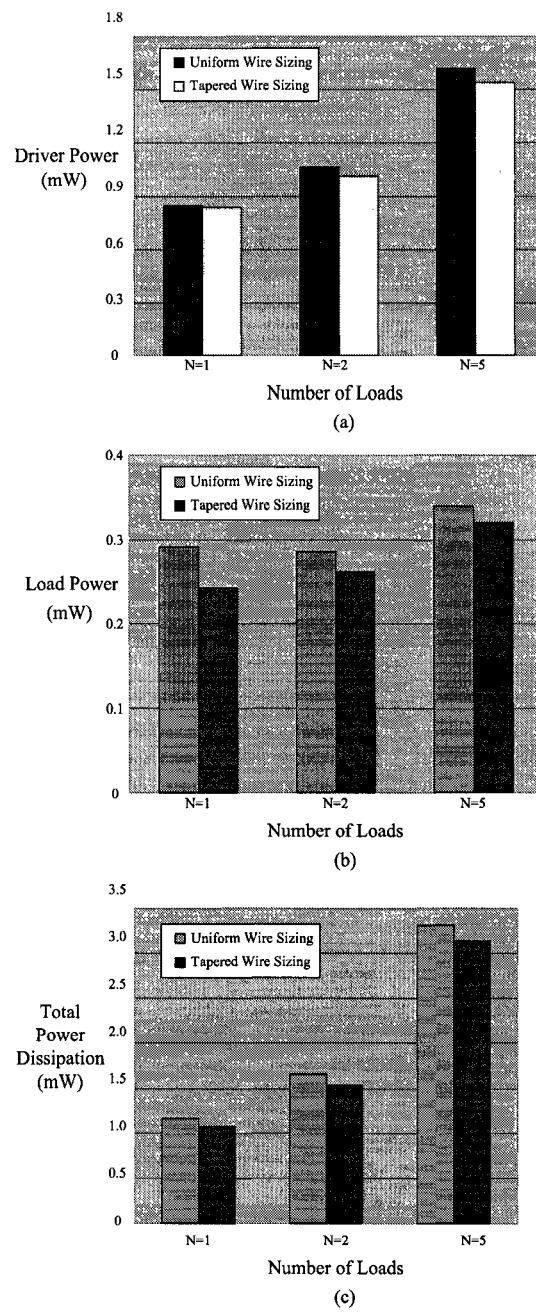 1.8
1.5
1.2
0.9
0.6
0.3
0
Driver Power
(mW)
Uniform Wire Sizing
Tapered Wire Sizing
N=1
N=2
N=5
Number of Loads
(a)
0.4
0.3
0.2
0.1
0
Load Power
(mW)
Uniform Wire Sizing
Tapered Wire Sizing
N=1
N=2
N=5
Number of Loads
(b)
3.5
3.0
2.5
2.0
1.5
1.0
0.5
0
Total
Power
Dissipation
(mW)
Uniform Wire Sizing
Tapered Wire Sizing
N=1
N=2
N=5
Number of Loads
(c)